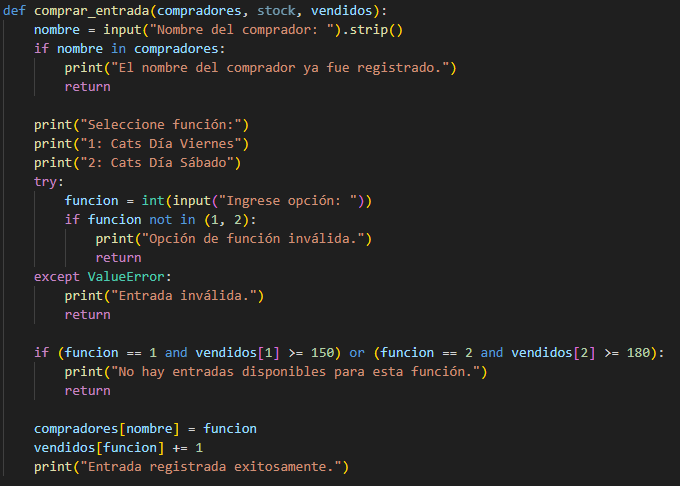 def comprar_entrada(compradores, stock, vendidos):
    nombre = input("Nombre del comprador: ").strip()
    if nombre in compradores:
        print("El nombre del comprador ya fue registrado.")
        return

    print("Seleccione función:")
    print("1: Cats Día Viernes")
    print("2: Cats Día Sábado")
    try:
        funcion = int(input("Ingrese opción: "))
        if funcion not in (1, 2):
            print("Opción de función inválida.")
            return
    except ValueError:
        print("Entrada inválida.")
        return

    if (funcion == 1 and vendidos[1] >= 150) or (funcion == 2 and vendidos[2] >= 180):
        print("No hay entradas disponibles para esta función.")
        return

    compradores[nombre] = funcion
    vendidos[funcion] += 1
    print("Entrada registrada exitosamente.")